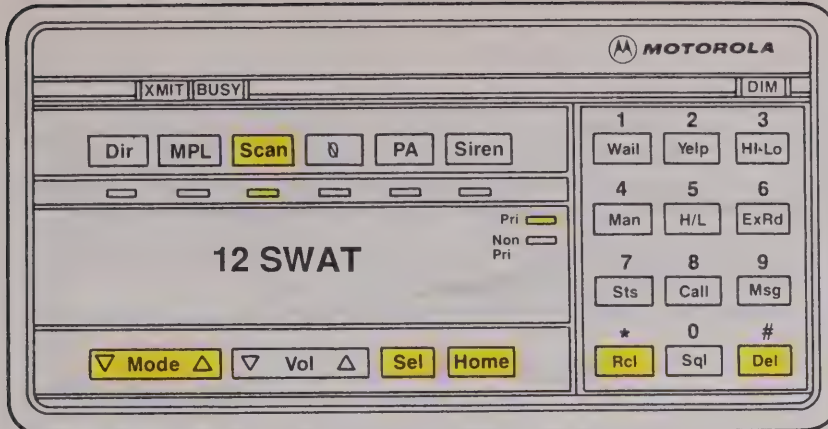 MOTOROLA
XMIT BUSY DIM
Dir MPL Scan 0 PA Siren
Pri
Non
Pri
12 SWAT
▽ Mode △ ▽ Vol △ Sel Home
1 2 3
Wail Yelp HI-Lo
4 5 6
Man H/L ExRd
7 8 9
Sts Call Msg
* 0 #
Rcl Sql Del